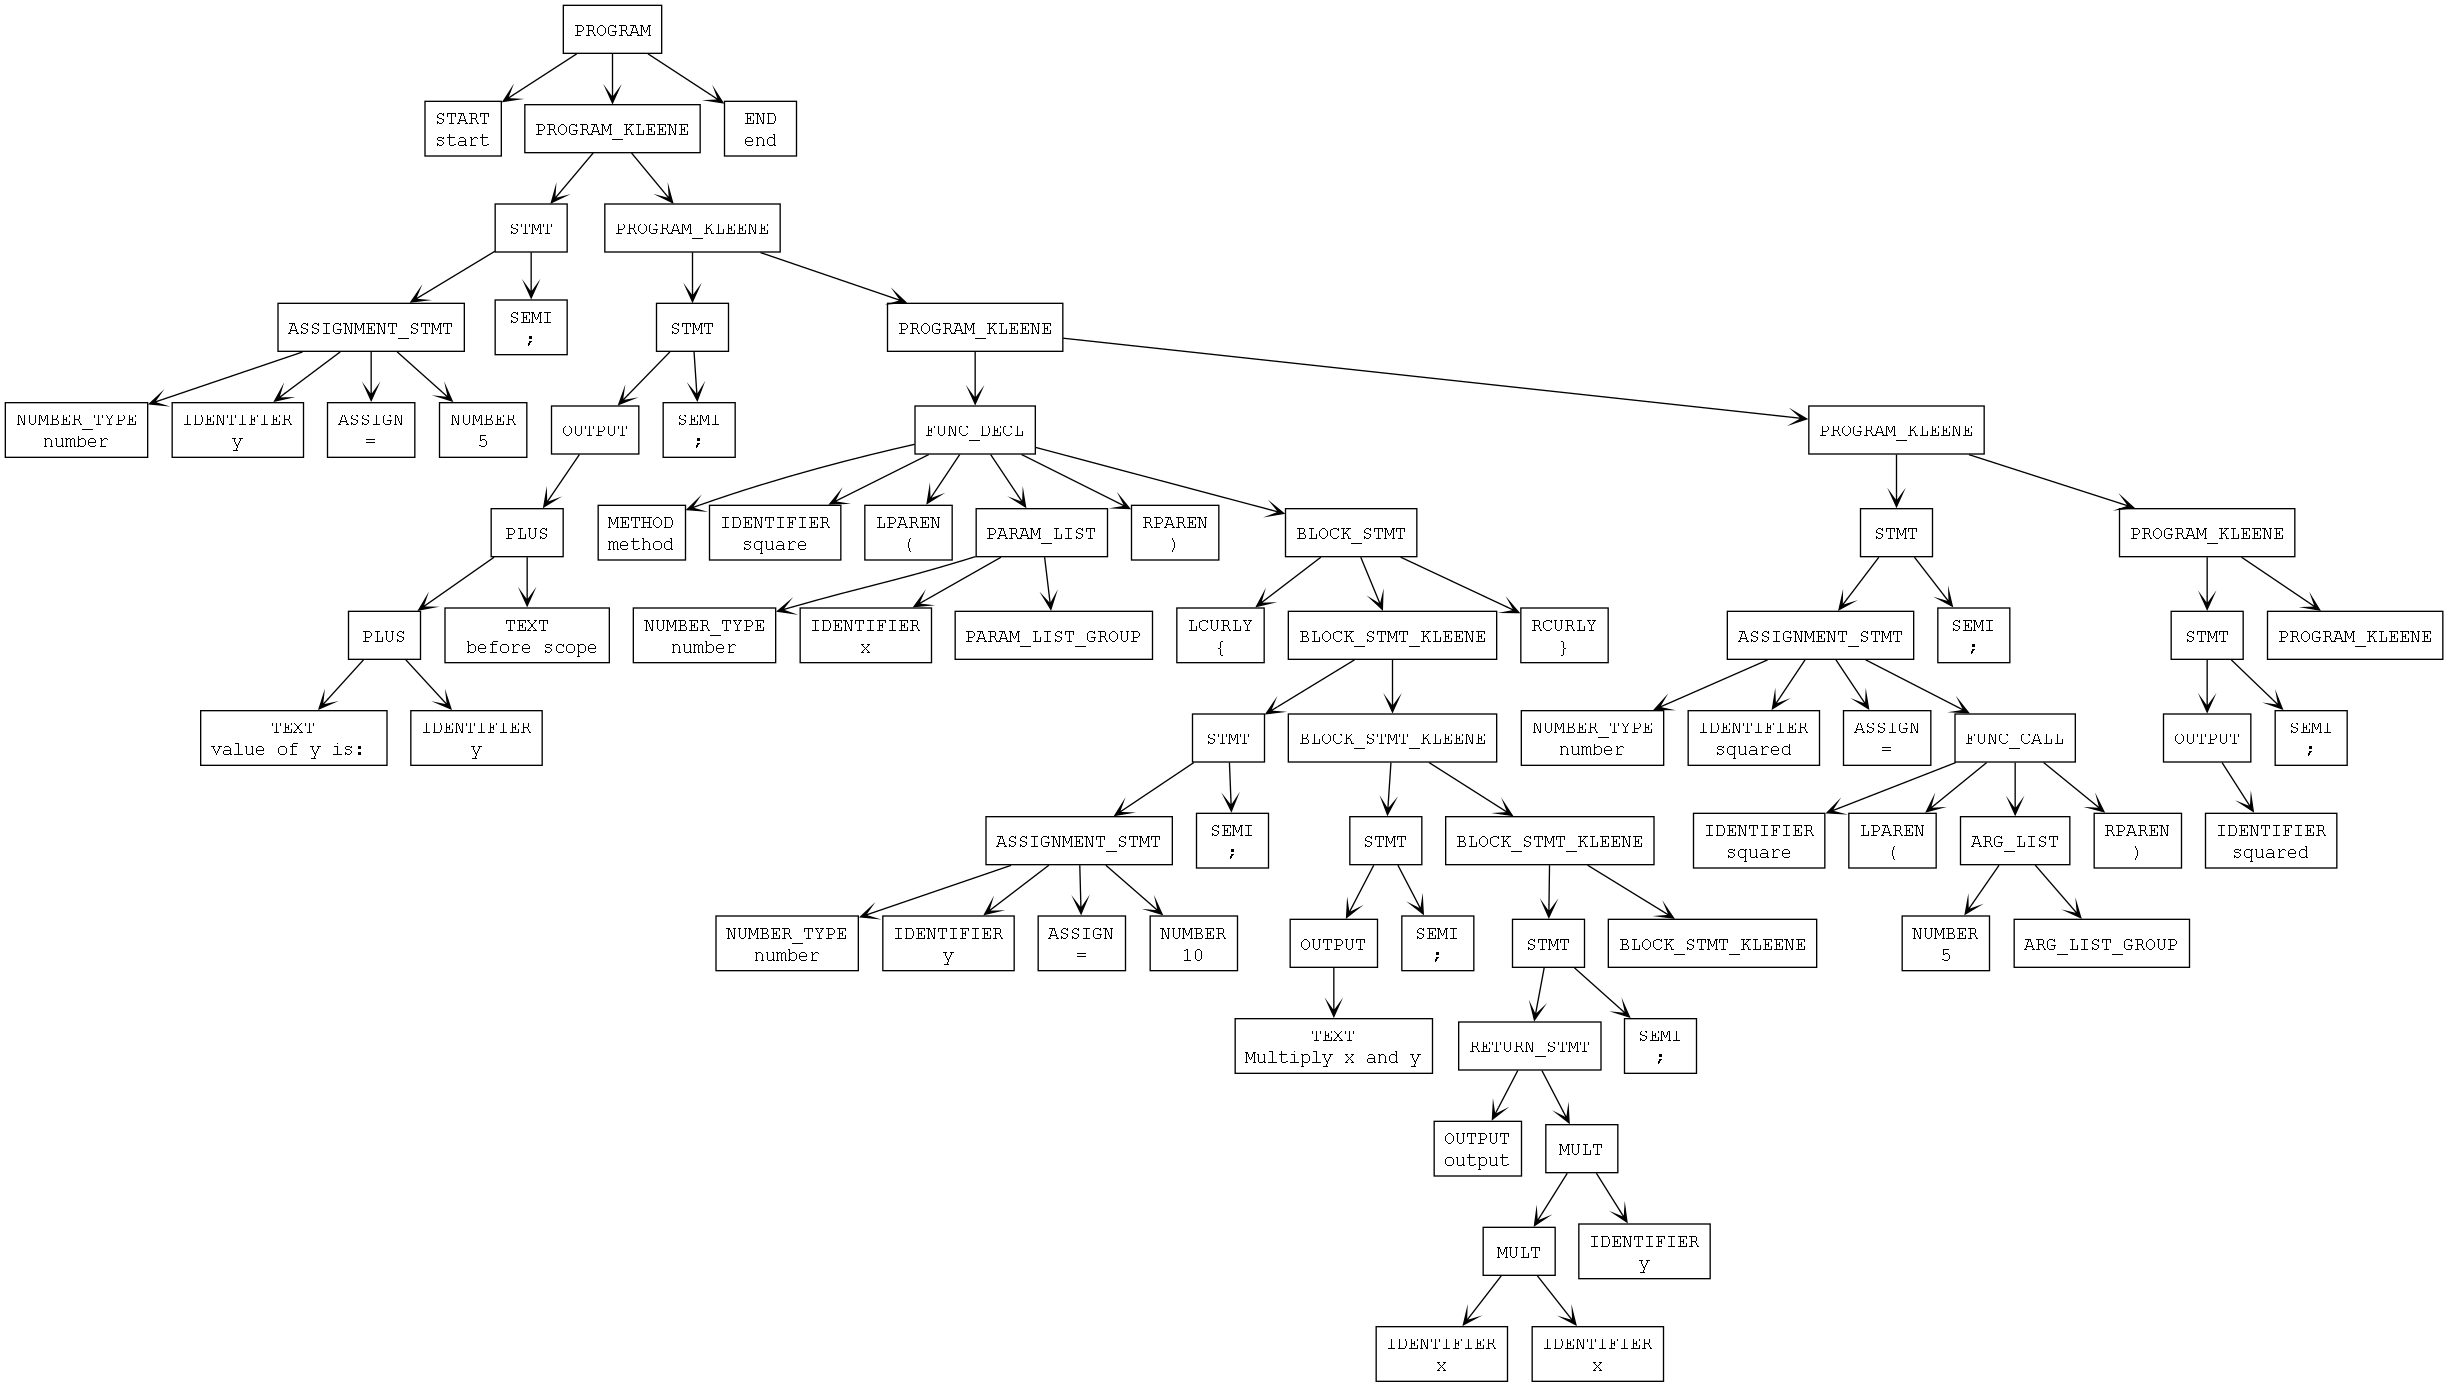 PROGRAM
START
start
PROGRAM_KLEENE
END
end
STMT
PROGRAM_KLEENE
ASSIGNMENT_STMT
SEMI
;
STMT
PROGRAM_KLEENE
NUMBER_TYPE
number
IDENTIFIER
y
ASSIGN
=
NUMBER
5
OUTPUT
SEMI
;
FUNC_DECL
PROGRAM_KLEENE
PLUS
METHOD
method
IDENTIFIER
square
LPAREN
(
PARAM_LIST
RPAREN
)
BLOCK_STMT
STMT
PROGRAM_KLEENE
PLUS
TEXT
before scope
NUMBER_TYPE
number
IDENTIFIER
x
PARAM_LIST_GROUP
LCURLY
{
BLOCK_STMT_KLEENE
RCURLY
}
ASSIGNMENT_STMT
SEMI
;
STMT
PROGRAM_KLEENE
TEXT
value of y is:
IDENTIFIER
y
STMT
BLOCK_STMT_KLEENE
NUMBER_TYPE
number
IDENTIFIER
squared
ASSIGN
=
FUNC_CALL
OUTPUT
SEMI
;
ASSIGNMENT_STMT
SEMI
;
STMT
BLOCK_STMT_KLEENE
IDENTIFIER
square
LPAREN
(
ARG_LIST
RPAREN
)
IDENTIFIER
squared
NUMBER_TYPE
number
IDENTIFIER
y
ASSIGN
=
NUMBER
10
OUTPUT
SEMI
;
STMT
BLOCK_STMT_KLEENE
NUMBER
5
ARG_LIST_GROUP
TEXT
Multiply x and y
RETURN_STMT
SEMI
;
OUTPUT
output
MULT
MULT
IDENTIFIER
y
IDENTIFIER
x
IDENTIFIER
x